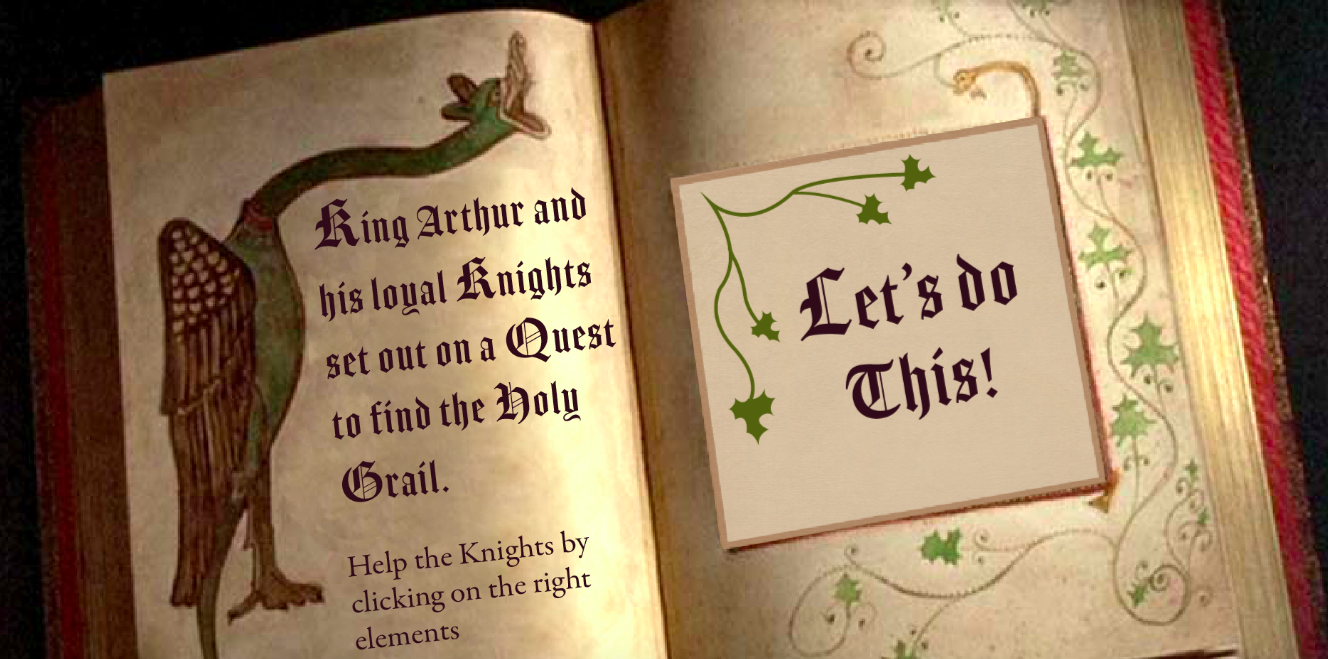 King Arthur and
his loyal Knights
set out on a Quest
to find the Holy
Grail.
Help the Knights by
clicking on the right
elements
Let's do
This!